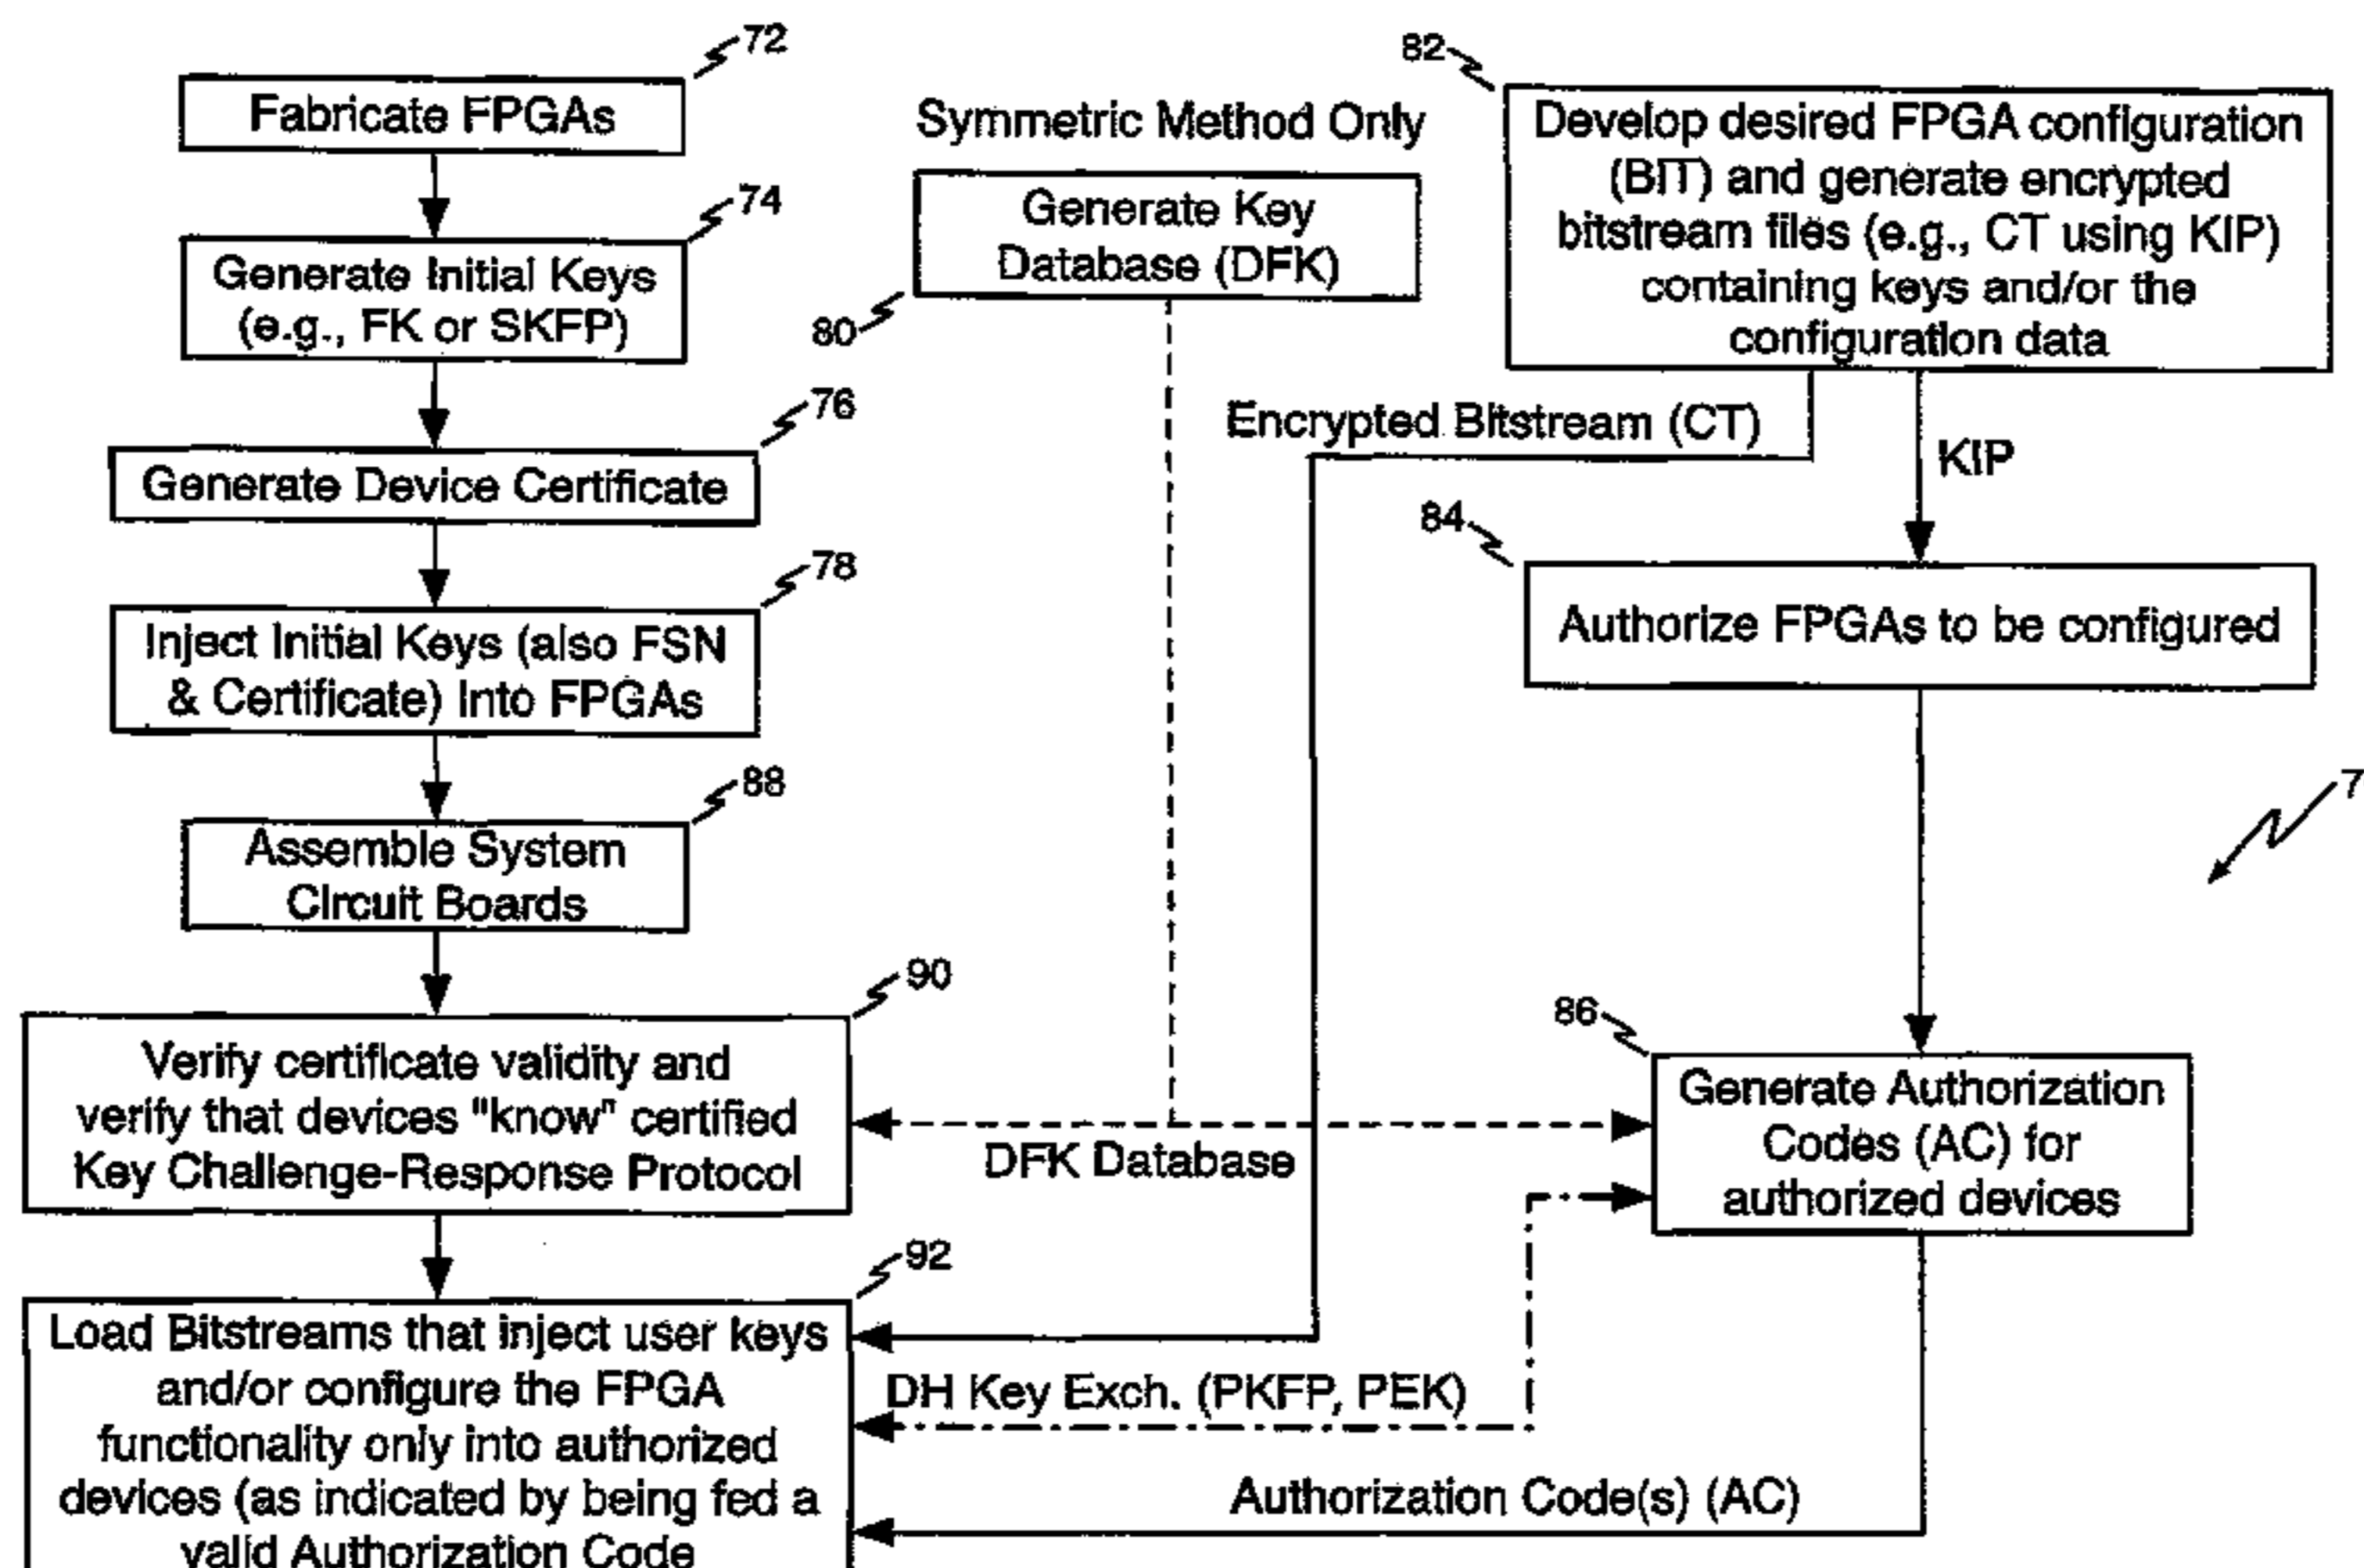 72
Fabricate FPGAs
74
Generate Initial Keys
(e.g., FK or SKFP)
76
Generate Device Certificate
78
Inject Initial Keys (also FSN
& Certificate) Into FPGAs
88
Assemble System
Circuit Boards
90
Verify certificate validity and
verify that devices "know" certified
Key Challenge-Response Protocol
92
Load Bitstreams that inject user keys
and/or configure the FPGA
functionality only into authorized
devices (as indicated by being fed a
valid Authorization Code
Symmetric Method Only
Generate Key
Database (DFK)
80
DFK Database
82
Develop desired FPGA configuration
(BIT) and generate encrypted
bitstream files (e.g., CT using KIP)
containing keys and/or the
configuration data
Encrypted Bitstream (CT)
KIP
84
Authorize FPGAs to be configured
7
86
Generate Authorization
Codes (AC) for
authorized devices
DH Key Exch. (PKFP, PEK)
Authorization Code(s) (AC)